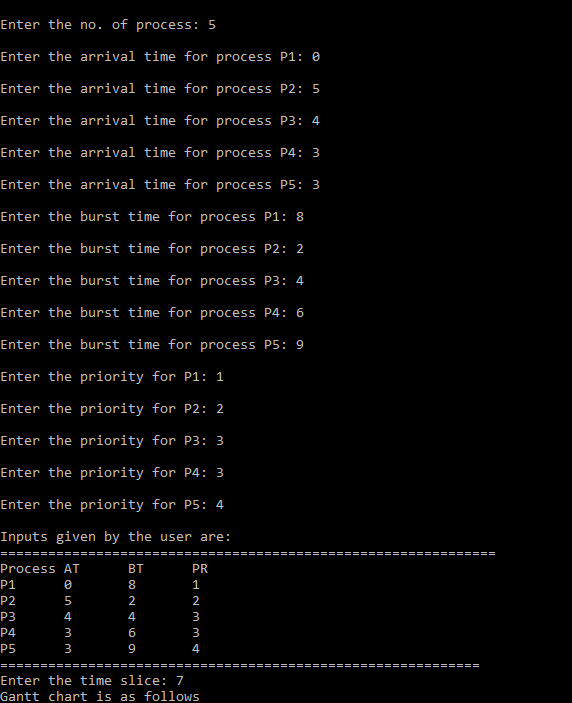 Enter the no. of process: 5
Enter the arrival time for process P1: 0
Enter the arrival time for process P2: 5
Enter the arrival time for process P3: 4
Enter the arrival time for process P4: 3
Enter the arrival time for process P5: 3
Enter the burst time for process P1: 8
Enter the burst time for process P2: 2
Enter the burst time for process P3: 4
Enter the burst time for process P4: 6
Enter the burst time for process P5: 9
Enter the priority for P1: 1
Enter the priority for P2: 2
Enter the priority for P3: 3
Enter the priority for P4: 3
Enter the priority for P5: 4
Inputs given by the user are:
==============================================================
Process AT      BT      PR
P1      0       8       1
P2      5       2       2
P3      4       4       3
P4      3       6       3
P5      3       9       4
============================================================
Enter the time slice: 7
Gantt chart is as follows